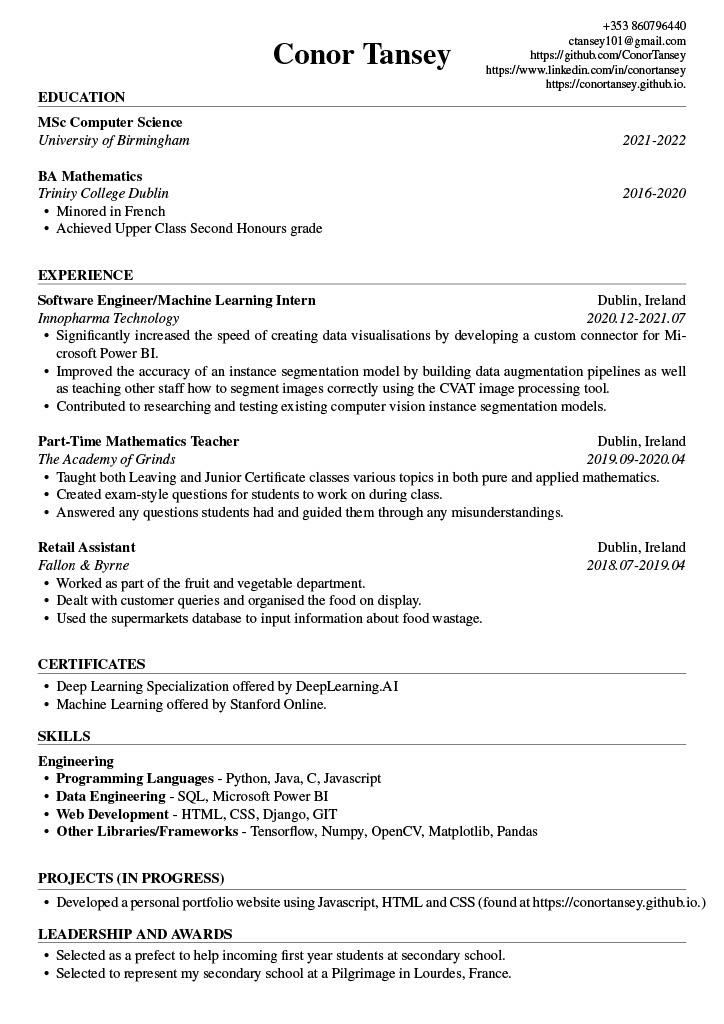 +353 860796440
ctansey101@gmail.com
Conor Tansey
https://github.com/ConorTansey
https://www.linkedin.com/in/conortansey
https://conortansey.github.io.
EDUCATION
MSc Computer Science
University of Birmingham 2021-2022
BA Mathematics
Trinity College Dublin 2016-2020
• Minored in French
• Achieved Upper Class Second Honours grade
EXPERIENCE
Software Engineer/Machine Learning Intern Dublin, Ireland
Innopharma Technology 2020.12-2021.07
• Significantly increased the speed of creating data visualisations by developing a custom connector for Mi-
crosoft Power BI.
• Improved the accuracy of an instance segmentation model by building data augmentation pipelines as well
as teaching other staff how to segment images correctly using the CVAT image processing tool.
• Contributed to researching and testing existing computer vision instance segmentation models.
Part-Time Mathematics Teacher Dublin, Ireland
The Academy of Grinds 2019.09-2020.04
• Taught both Leaving and Junior Certificate classes various topics in both pure and applied mathematics.
• Created exam-style questions for students to work on during class.
• Answered any questions students had and guided them through any misunderstandings.
Retail Assistant Dublin, Ireland
Fallon & Byrne 2018.07-2019.04
• Worked as part of the fruit and vegetable department.
• Dealt with customer queries and organised the food on display.
• Used the supermarkets database to input information about food wastage.
CERTIFICATES
• Deep Learning Specialization offered by DeepLearning.AI
• Machine Learning offered by Stanford Online.
SKILLS
Engineering
• Programming Languages - Python, Java, C, Javascript
• Data Engineering - SQL, Microsoft Power BI
• Web Development - HTML, CSS, Django, GIT
• Other Libraries/Frameworks - Tensorflow, Numpy, OpenCV, Matplotlib, Pandas
PROJECTS (IN PROGRESS)
• Developed a personal portfolio website using Javascript, HTML and CSS (found at https://conortansey.github.io.)
LEADERSHIP AND AWARDS
• Selected as a prefect to help incoming first year students at secondary school.
• Selected to represent my secondary school at a Pilgrimage in Lourdes, France.